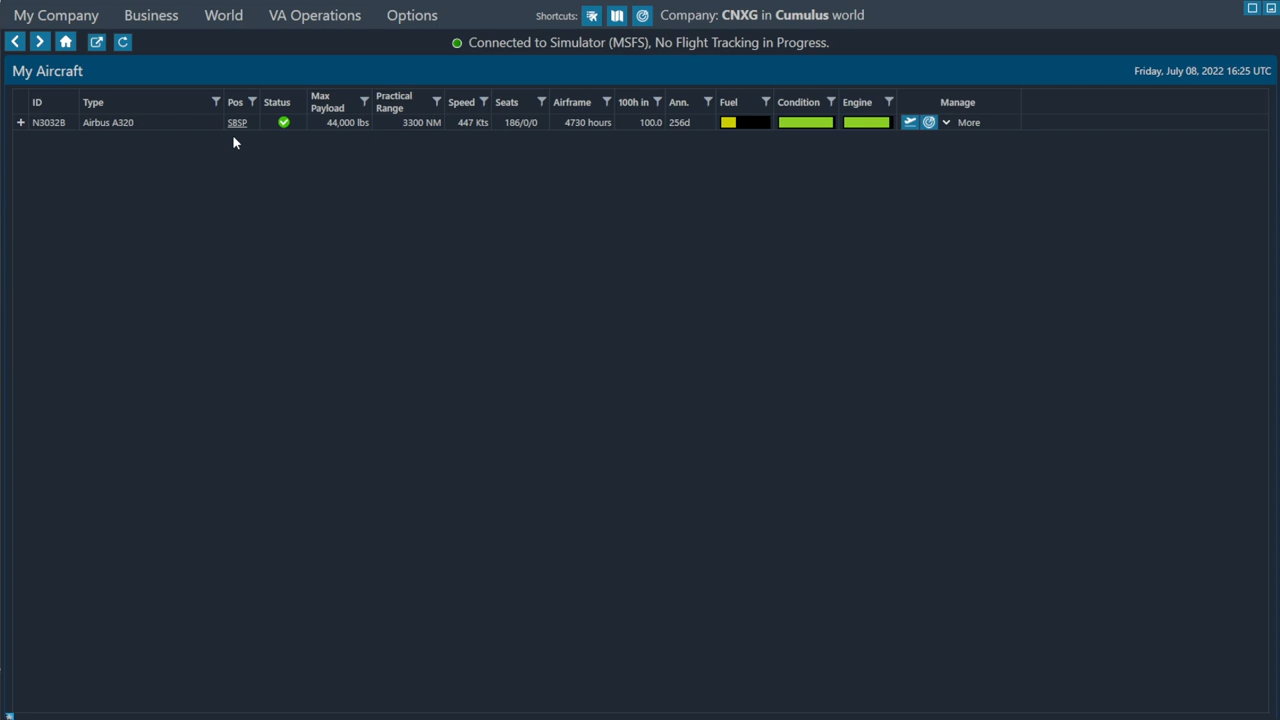 My Company Business World VA Operations Options Shortcuts: Company: CNXG in Cumulus world
Connected to Simulator (MSFS), No Flight Tracking in Progress.
My Aircraft Friday, July 08, 2022 16:25 UTC
ID Type Pos Status Max Payload Practical Range Speed Seats Airframe 100h in Ann. Fuel Condition Engine Manage
+ N3032B Airbus A320 SBSP 44,000 lbs 3300 NM 447 Kts 186/0/0 4730 hours 100.0 256d More